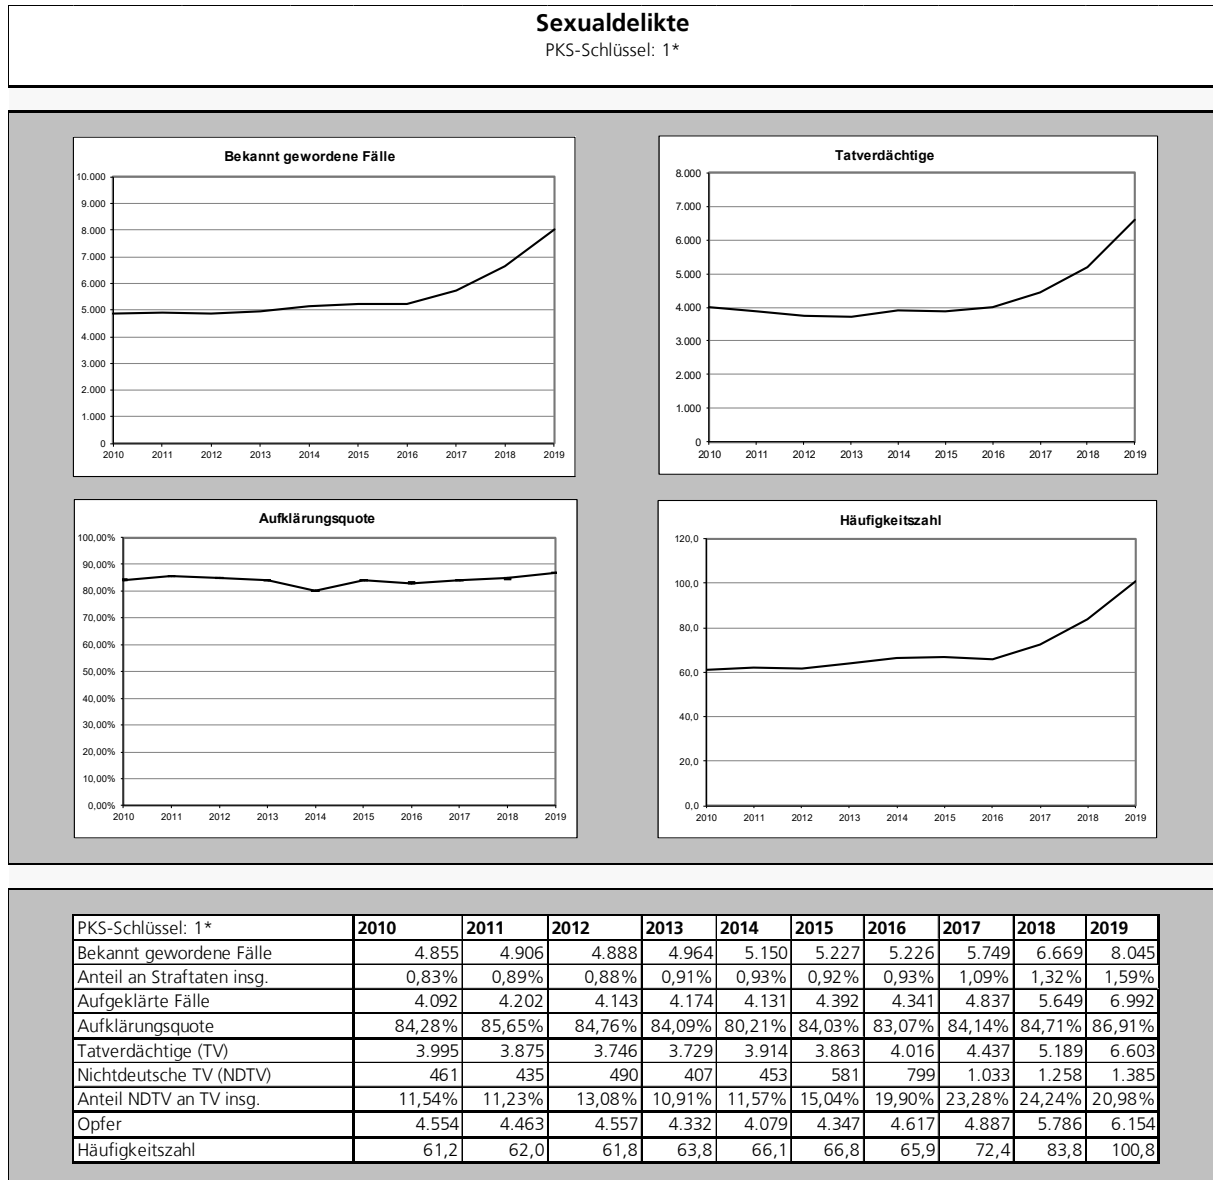 Sexualdelikte
PKS-Schlüssel: 1*
Bekannt gewordene Fälle
10.000
9.000
8.000
7.000
6.000
5.000
4.000
3.000
2.000
1.000
0
2010 2011 2012 2013 2014 2015 2016 2017 2018 2019
Tatverdächtige
8.000
7.000
6.000
5.000
4.000
3.000
2.000
1.000
0
2010 2011 2012 2013 2014 2015 2016 2017 2018 2019
Aufklärungsquote
100,00%
90,00%
80,00%
70,00%
60,00%
50,00%
40,00%
30,00%
20,00%
10,00%
0,00%
2010 2011 2012 2013 2014 2015 2016 2017 2018 2019
Häufigkeitszahl
120,0
100,0
80,0
60,0
40,0
20,0
0,0
2010 2011 2012 2013 2014 2015 2016 2017 2018 2019
PKS-Schlüssel: 1* 2010 2011 2012 2013 2014 2015 2016 2017 2018 2019
Bekannt gewordene Fälle 4.855 4.906 4.888 4.964 5.150 5.227 5.226 5.749 6.669 8.045
Anteil an Straftaten insg. 0,83% 0,89% 0,88% 0,91% 0,93% 0,92% 0,93% 1,09% 1,32% 1,59%
Aufgeklärte Fälle 4.092 4.202 4.143 4.174 4.131 4.392 4.341 4.837 5.649 6.992
Aufklärungsquote 84,28% 85,65% 84,76% 84,09% 80,21% 84,03% 83,07% 84,14% 84,71% 86,91%
Tatverdächtige (TV) 3.995 3.875 3.746 3.729 3.914 3.863 4.016 4.437 5.189 6.603
Nichtdeutsche TV (NDTV) 461 435 490 407 453 581 799 1.033 1.258 1.385
Anteil NDTV an TV insg. 11,54% 11,23% 13,08% 10,91% 11,57% 15,04% 19,90% 23,28% 24,24% 20,98%
Opfer 4.554 4.463 4.557 4.332 4.079 4.347 4.617 4.887 5.786 6.154
Häufigkeitszahl 61,2 62,0 61,8 63,8 66,1 66,8 65,9 72,4 83,8 100,8